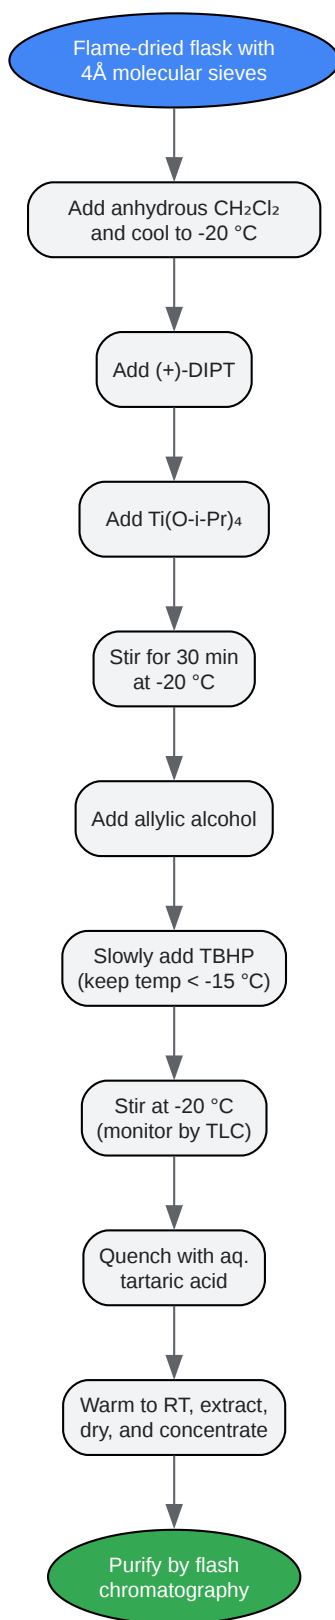 Flame-dried flask with
4Å molecular sieves
Add anhydrous CH₂Cl₂
and cool to -20 °C
Add (+)-DIPT
Add Ti(O-i-Pr)₄
Stir for 30 min
at -20 °C
Add allylic alcohol
Slowly add TBHP
(keep temp < -15 °C)
Stir at -20 °C
(monitor by TLC)
Quench with aq.
tartaric acid
Warm to RT, extract,
dry, and concentrate
Purify by flash
chromatography